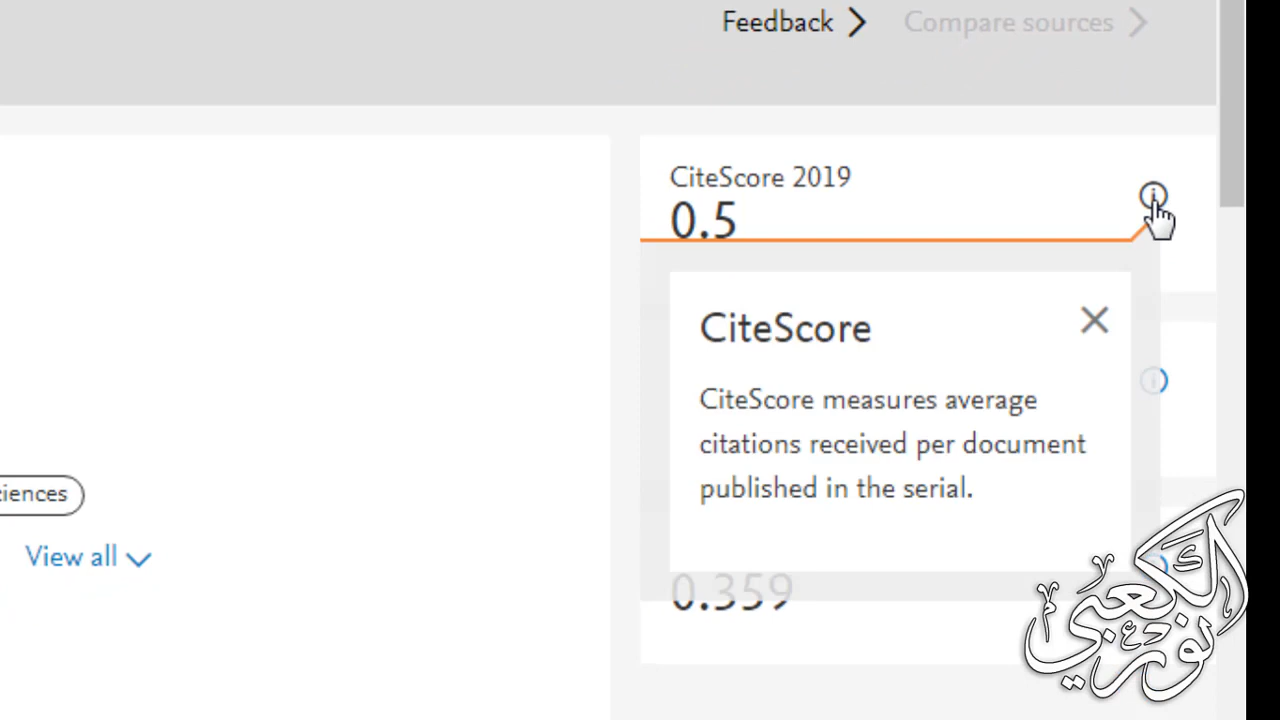 Feedback
Compare sources
CiteScore 2019
0.5
CiteScore
CiteScore measures average
citations received per document
published in the serial.
ciences
View all
0.359
الكعبي
نوري